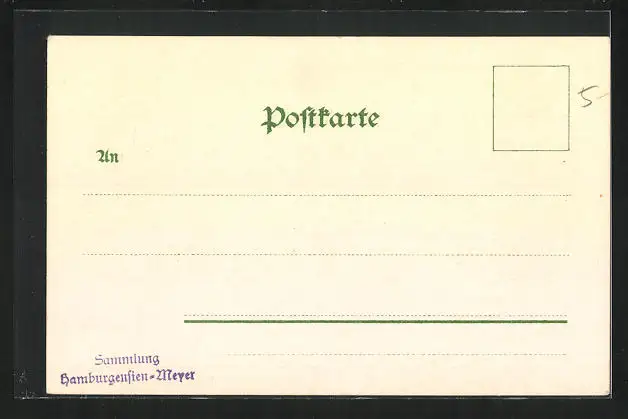 Poſtkarte
5-
An
Sammlung
Hamburgenſien-Meyer